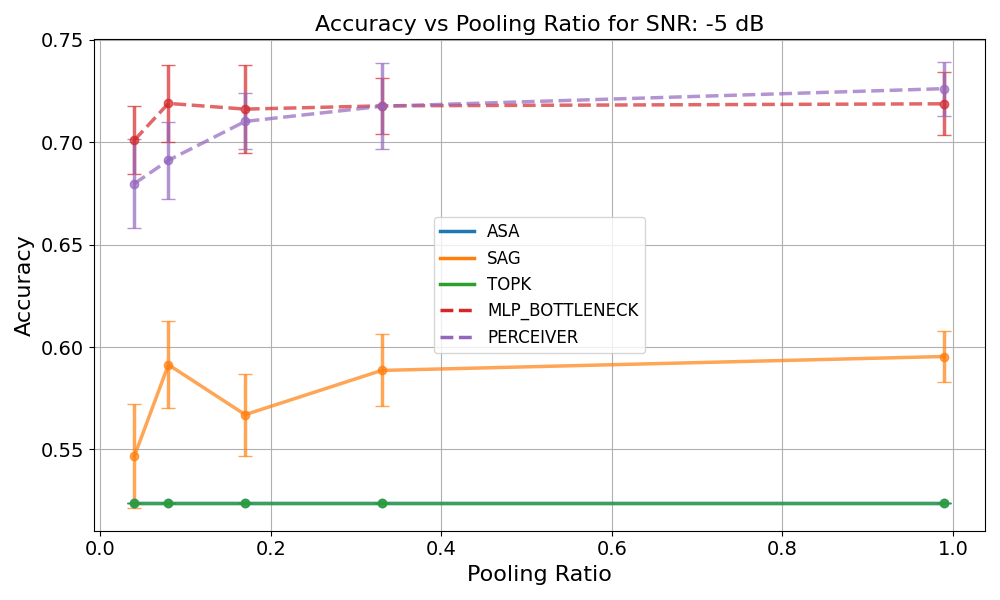 Accuracy vs Pooling Ratio for SNR: -5 dB
0.75
0.70
0.65
0.60
0.55
Accuracy
ASA
SAG
TOPK
MLP_BOTTLENECK
PERCEIVER
0.0 0.2 0.4 0.6 0.8 1.0
Pooling Ratio